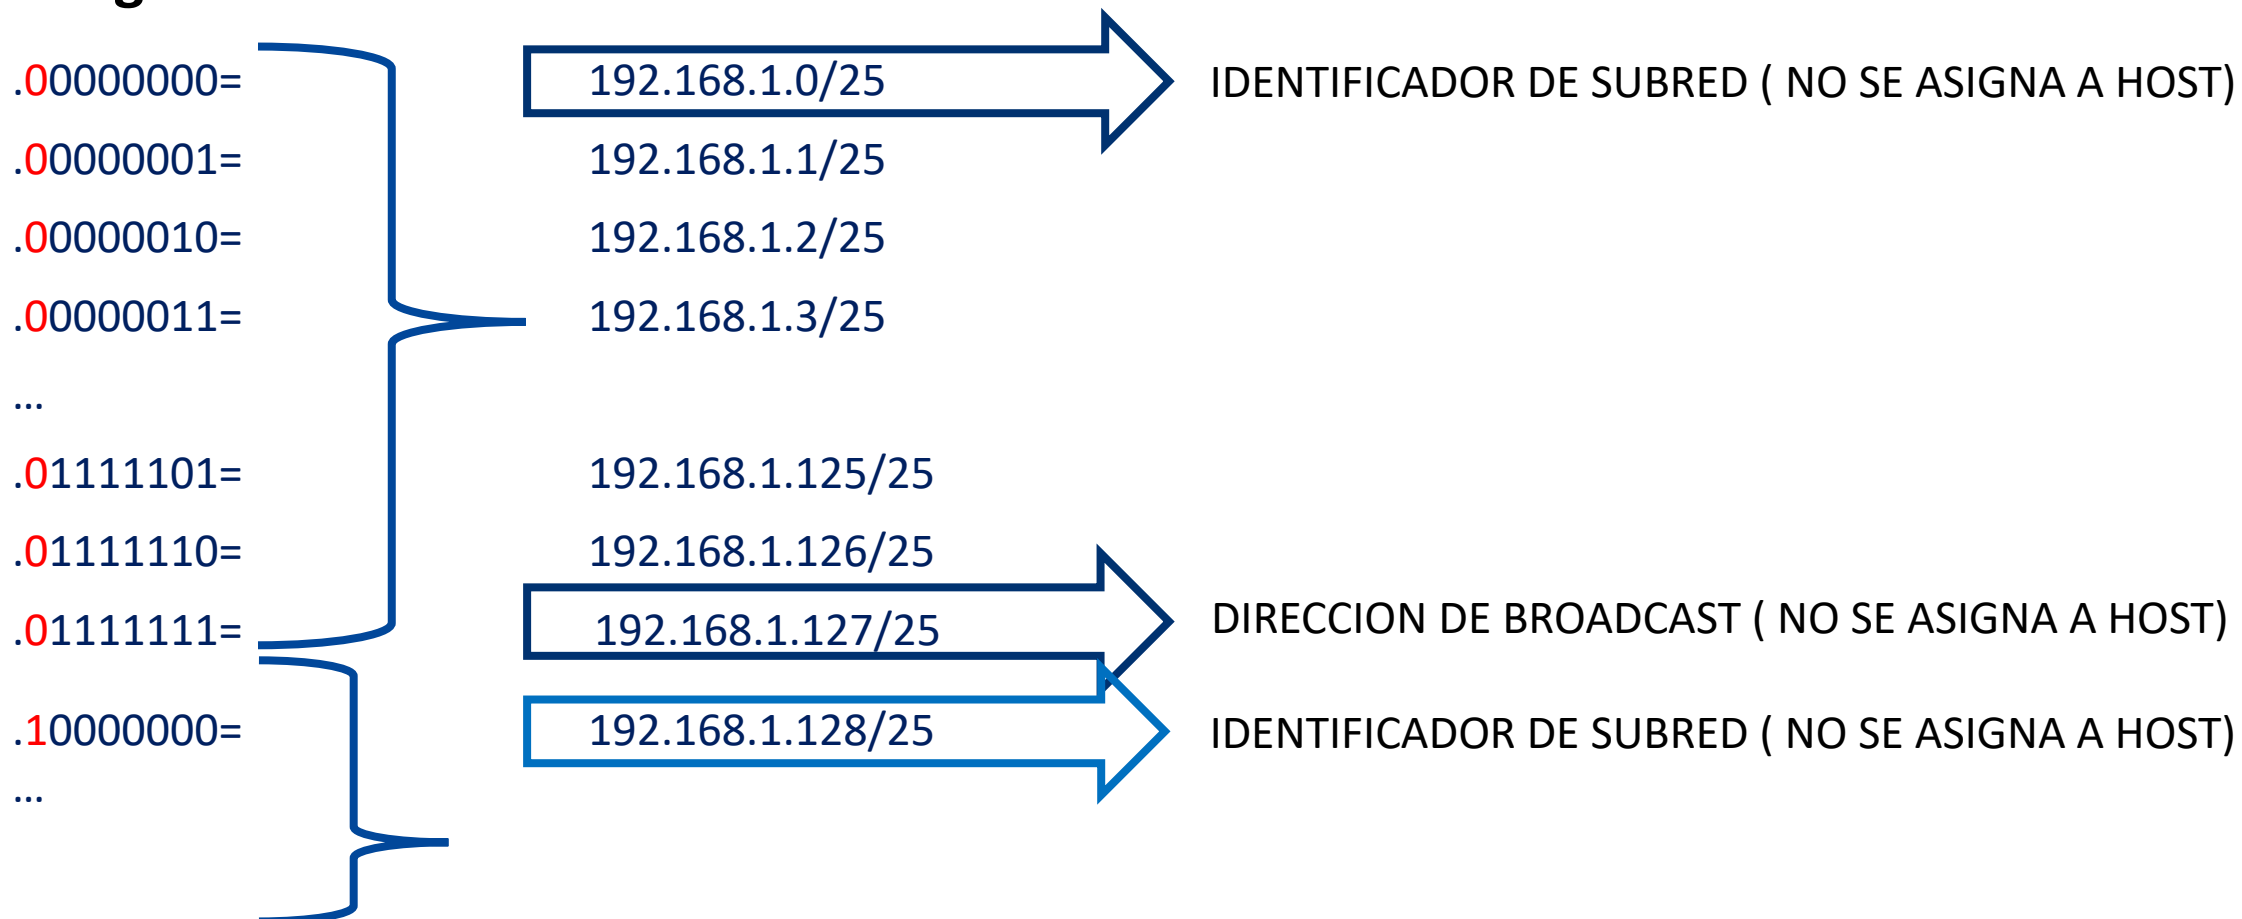 .00000000= 192.168.1.0/25 IDENTIFICADOR DE SUBRED ( NO SE ASIGNA A HOST)
.00000001= 192.168.1.1/25
.00000010= 192.168.1.2/25
.00000011= 192.168.1.3/25
...
.01111101= 192.168.1.125/25
.01111110= 192.168.1.126/25
.01111111= 192.168.1.127/25 DIRECCION DE BROADCAST ( NO SE ASIGNA A HOST)
.10000000= 192.168.1.128/25 IDENTIFICADOR DE SUBRED ( NO SE ASIGNA A HOST)
...